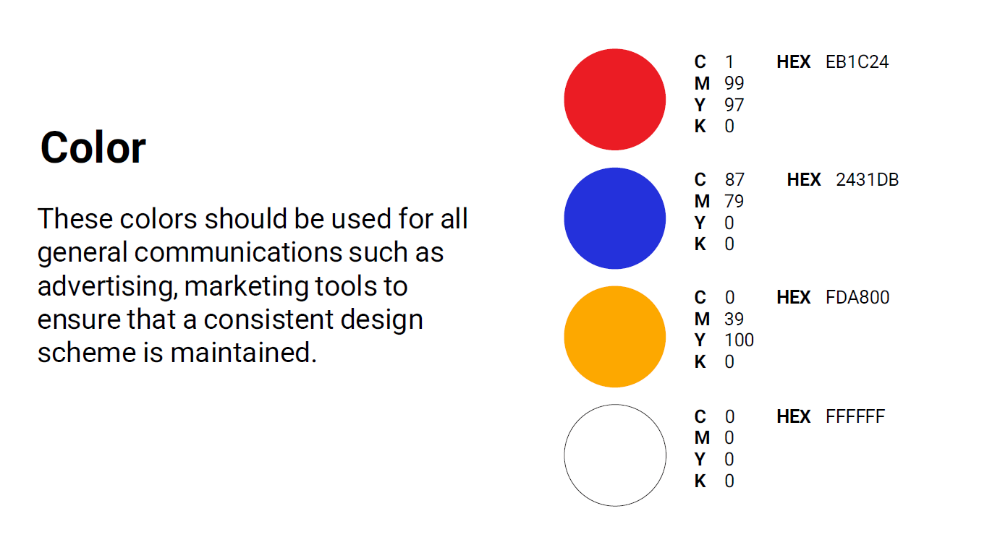 Color
These colors should be used for all
general communications such as
advertising, marketing tools to
ensure that a consistent design
scheme is maintained.
C 1 HEX EB1C24
M 99
Y 97
K 0
C 87 HEX 2431DB
M 79
Y 0
K 0
C 0 HEX FDA800
M 39
Y 100
K 0
C 0 HEX FFFFFF
M 0
Y 0
K 0